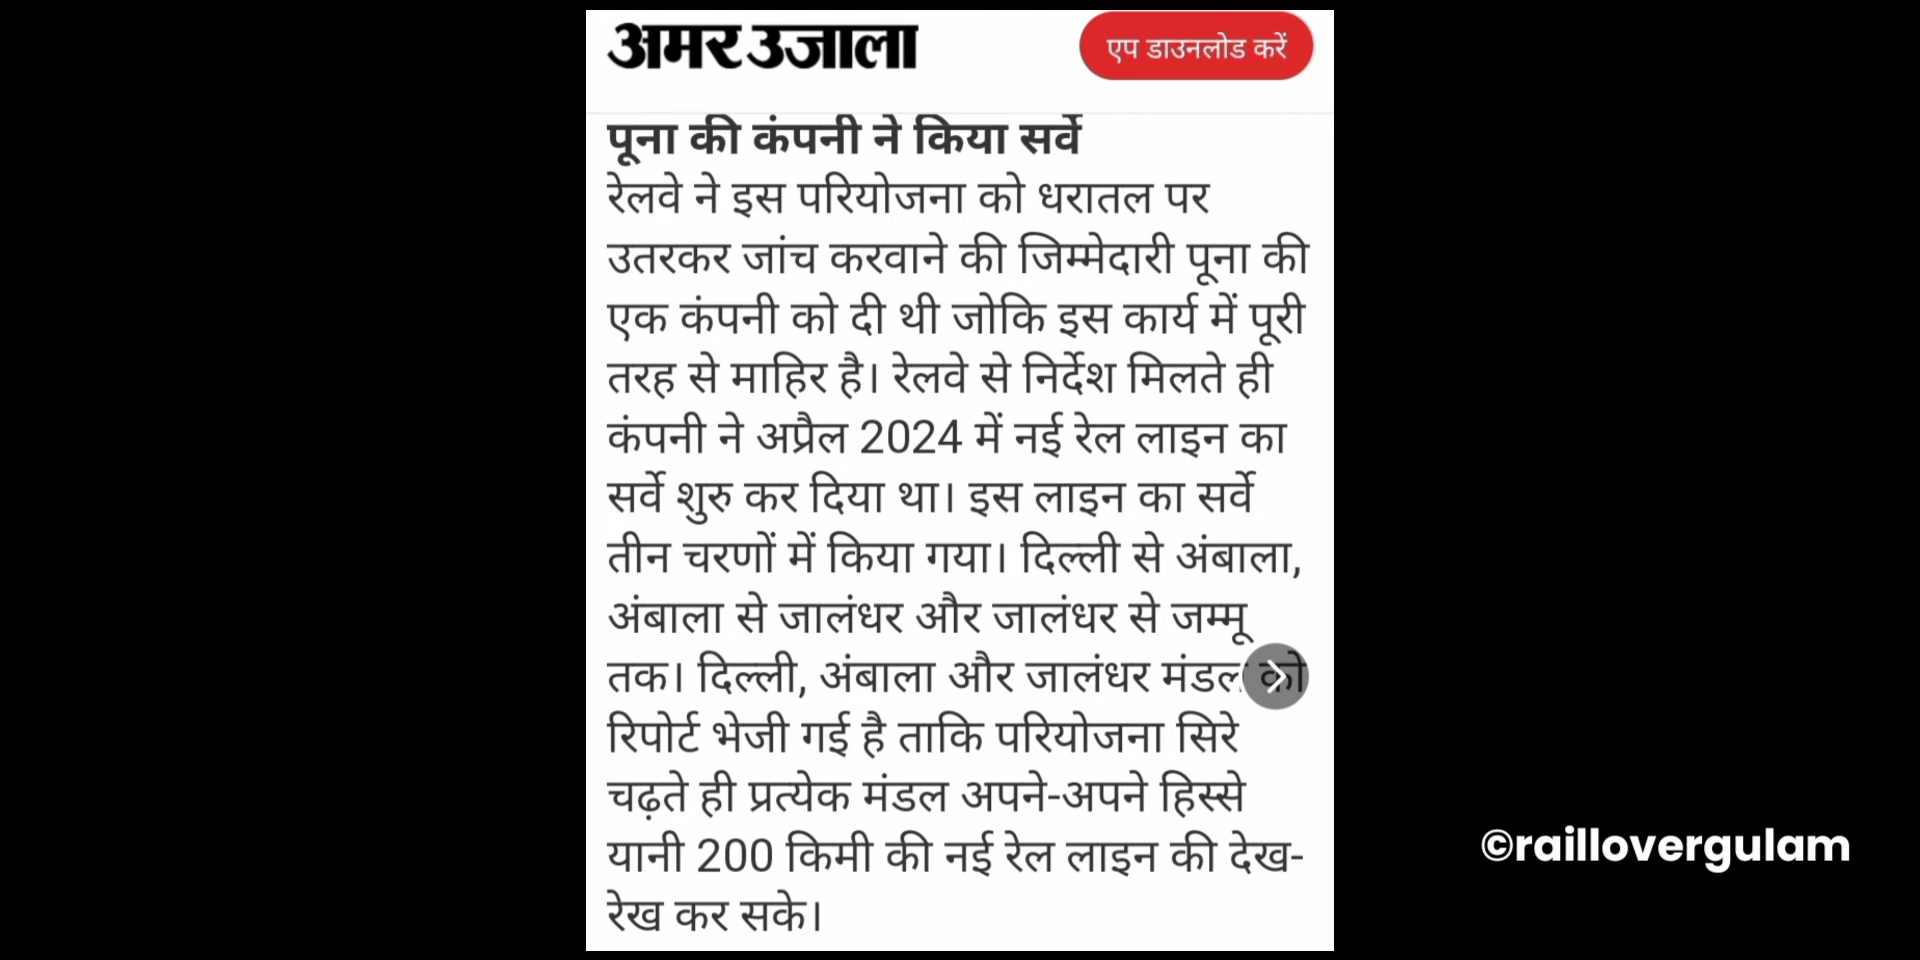 अमर उजाला
एप डाउनलोड करें
पूना की कंपनी ने किया सर्वे
रेलवे ने इस परियोजना को धरातल पर
उतरकर जांच करवाने की जिम्मेदारी पूना की
एक कंपनी को दी थी जोकि इस कार्य में पूरी
तरह से माहिर है। रेलवे से निर्देश मिलते ही
कंपनी ने अप्रैल 2024 में नई रेल लाइन का
सर्वे शुरु कर दिया था। इस लाइन का सर्वे
तीन चरणों में किया गया। दिल्ली से अंबाला,
अंबाला से जालंधर और जालंधर से जम्मू
तक। दिल्ली, अंबाला और जालंधर मंडल को
रिपोर्ट भेजी गई है ताकि परियोजना सिरे
चढ़ते ही प्रत्येक मंडल अपने-अपने हिस्से
यानी 200 किमी की नई रेल लाइन की देख-
रेख कर सके।
©raillovergulam